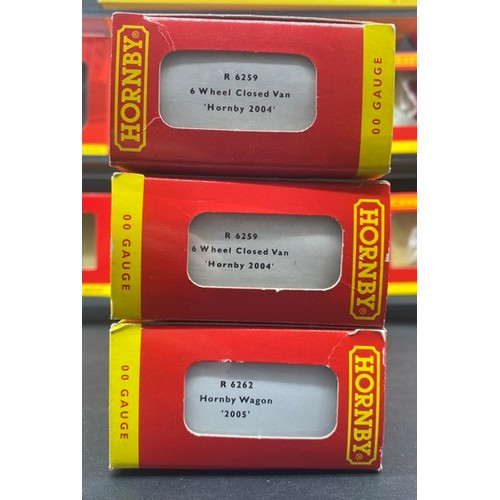 HORNBY®
R 6259
6 Wheel Closed Van
'Hornby 2004'
00 GAUGE
00 GAUGE
R 6259
6 Wheel Closed Van
'Hornby 2004'
HORNBY®
00 GAUGE
R 6262
Hornby Wagon
'2005'
HORNBY®